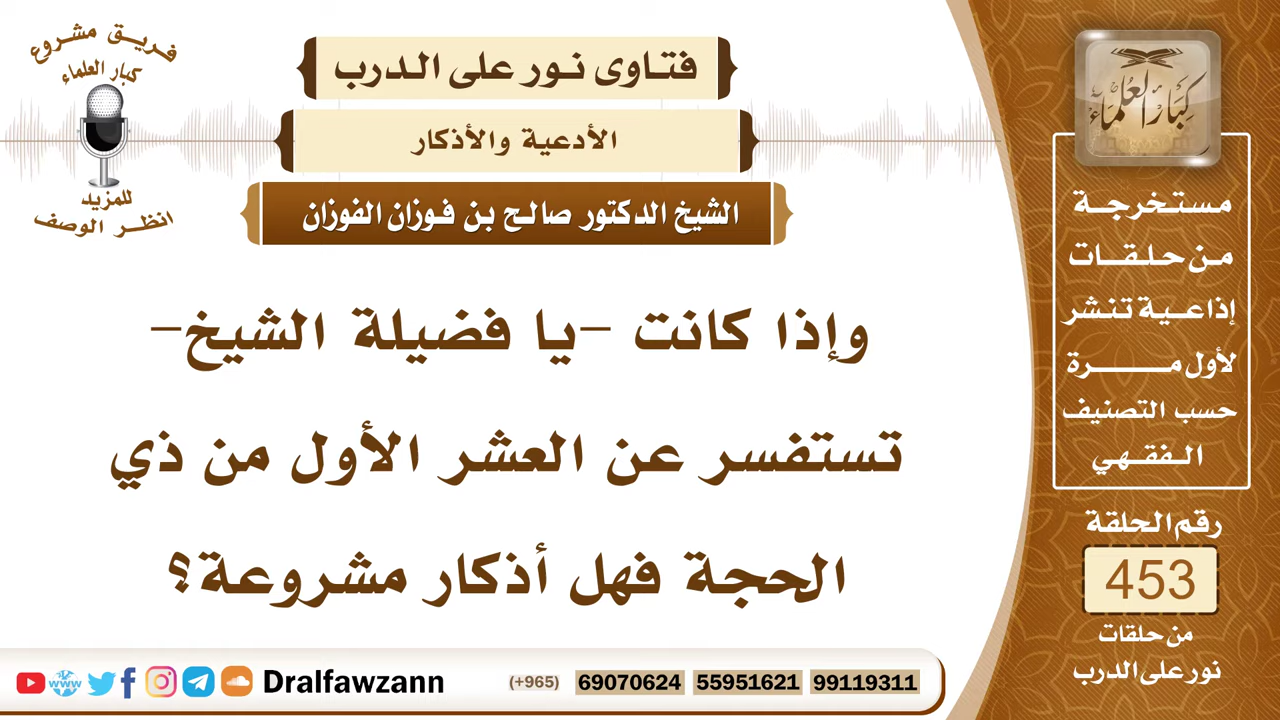 فتاوى نور على الدرب
الأدعية والأذكار
الشيخ الدكتور صالح بن فوزان الفوزان
وإذا كانت -يا فضيلة الشيخ-
تستفسر عن العشر الأول من ذي
الحجة فهل أذكار مشروعة؟
كبار العلماء
مستخرجة
من حلقات
إذاعية تنشر
لأول مرة
حسب التصنيف
الفقهي
رقم الحلقة
453
من حلقات
نور على الدرب
فريق مشروع
كبار العلماء
للمزيد
انظر الوصف
www
Dralfawzann (+965) 69070624 55951621 99119311